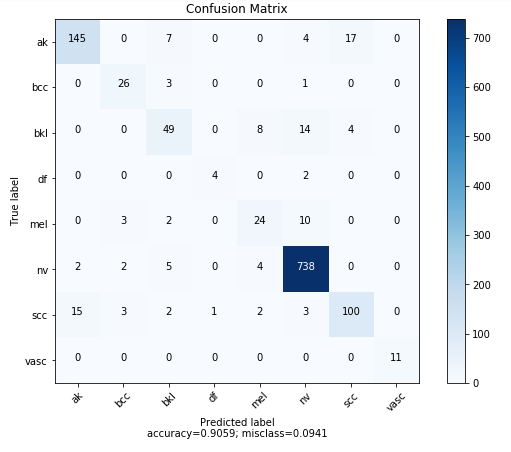 Confusion Matrix
ak 145 0 7 0 0 4 17 0
bcc 0 26 3 0 0 1 0 0
bkl 0 0 49 0 8 14 4 0
df 0 0 0 4 0 2 0 0
mel 0 3 2 0 24 10 0 0
nv 2 2 5 0 4 738 0 0
scc 15 3 2 1 2 3 100 0
vasc 0 0 0 0 0 0 0 11
ak bcc bkl df mel nv scc vasc
True label
Predicted label
accuracy=0.9059; misclass=0.0941
700
600
500
400
300
200
100
0